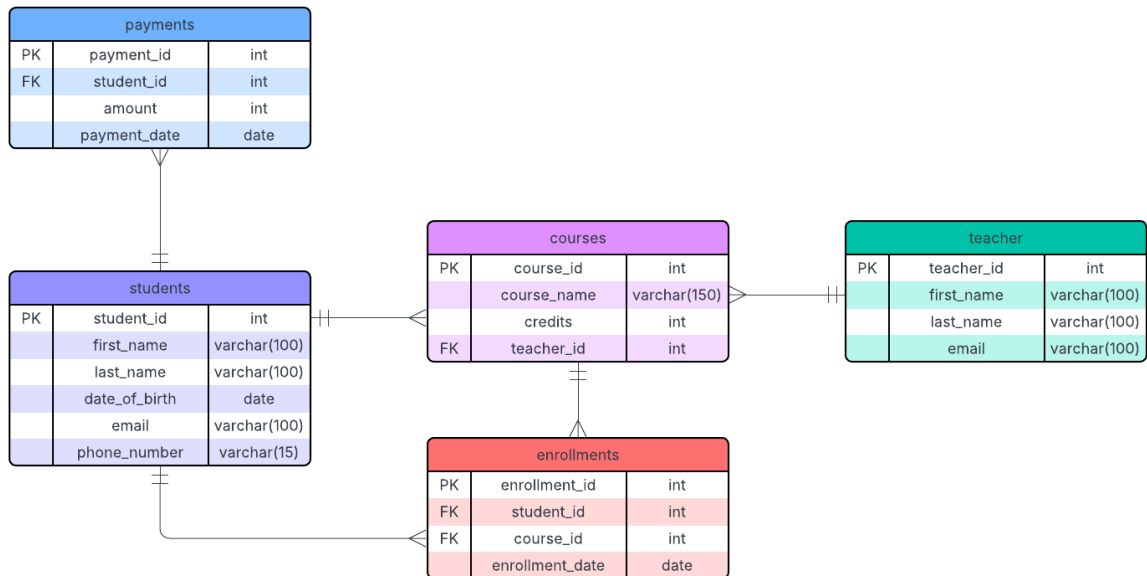 payments
PK payment_id int
FK student_id int
amount int
payment_date date
students
PK student_id int
first_name varchar(100)
last_name varchar(100)
date_of_birth date
email varchar(100)
phone_number varchar(15)
courses
PK course_id int
course_name varchar(150)
credits int
FK teacher_id int
teacher
PK teacher_id int
first_name varchar(100)
last_name varchar(100)
email varchar(100)
enrollments
PK enrollment_id int
FK student_id int
FK course_id int
enrollment_date date